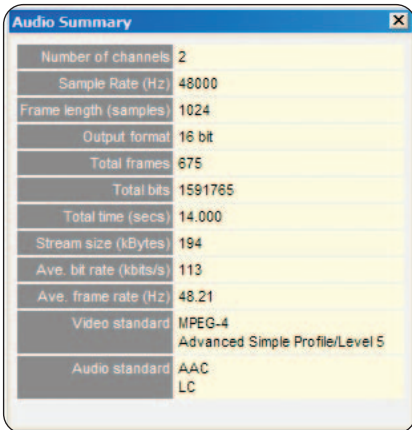 Audio Summary
Number of channels 2
Sample Rate (Hz) 48000
Frame length (samples) 1024
Output format 16 bit
Total frames 675
Total bits 1591765
Total time (secs) 14.000
Stream size (kBytes) 194
Ave. bit rate (kbits/s) 113
Ave. frame rate (Hz) 48.21
Video standard MPEG-4
Advanced Simple Profile/Level 5
Audio standard AAC
LC